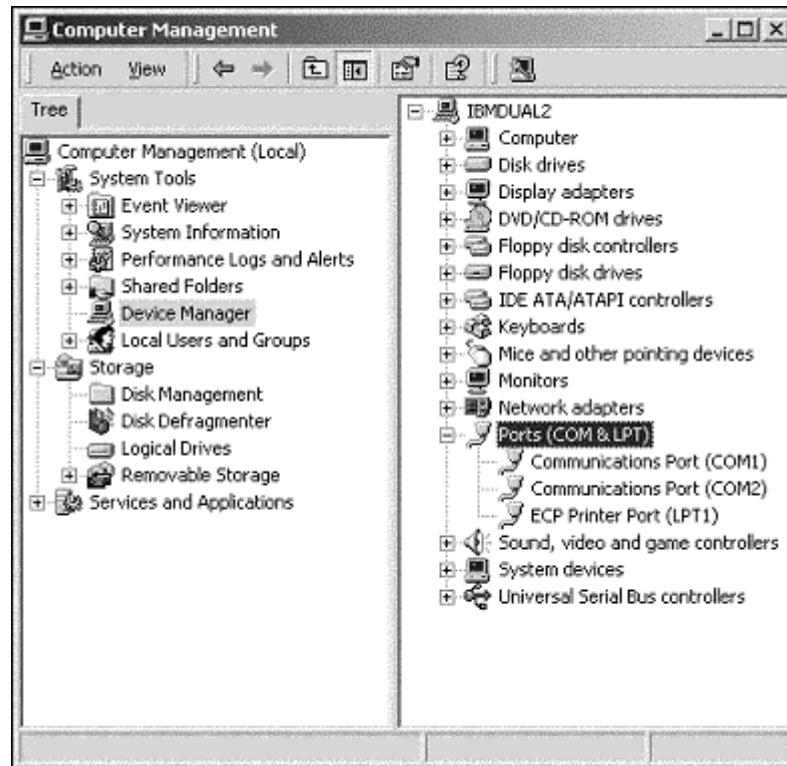 Computer Management
Action View
Tree
Computer Management (Local)
System Tools
Event Viewer
System Information
Performance Logs and Alerts
Shared Folders
Device Manager
Local Users and Groups
Storage
Disk Management
Disk Defragmenter
Logical Drives
Removable Storage
Services and Applications
IBMDUAL2
Computer
Disk drives
Display adapters
DVD/CD-ROM drives
Floppy disk controllers
Floppy disk drives
IDE ATA/ATAPI controllers
Keyboards
Mice and other pointing devices
Monitors
Network adapters
Ports (COM & LPT)
Communications Port (COM1)
Communications Port (COM2)
ECP Printer Port (LPT1)
Sound, video and game controllers
System devices
Universal Serial Bus controllers